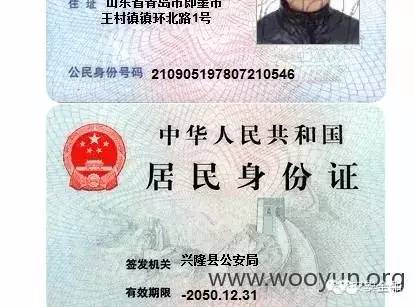 住 址 山东省青岛市即墨市
王村镇镇环北路1号
公民身份号码 210905197807210546
中华人民共和国
居民身份证
签发机关 兴隆县公安局
www.wooyun.org
有效期限 -2050.12.31